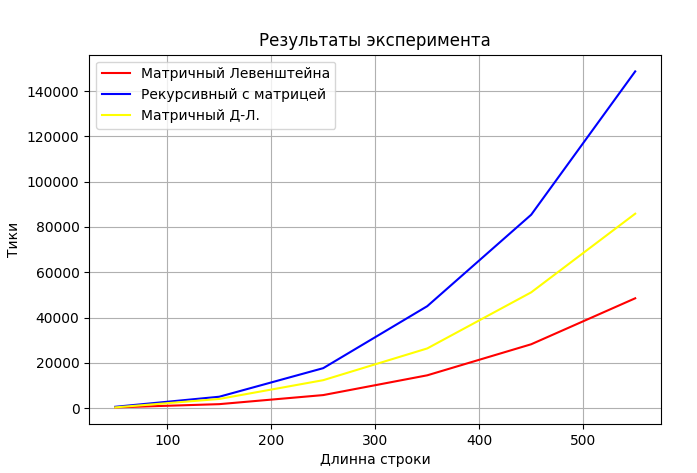 Результаты эксперимента
Матричный Левенштейна
Рекурсивный с матрицей
Матричный Д-Л.
140000
120000
100000
80000
60000
40000
20000
0
Тики
100 200 300 400 500
Длинна строки